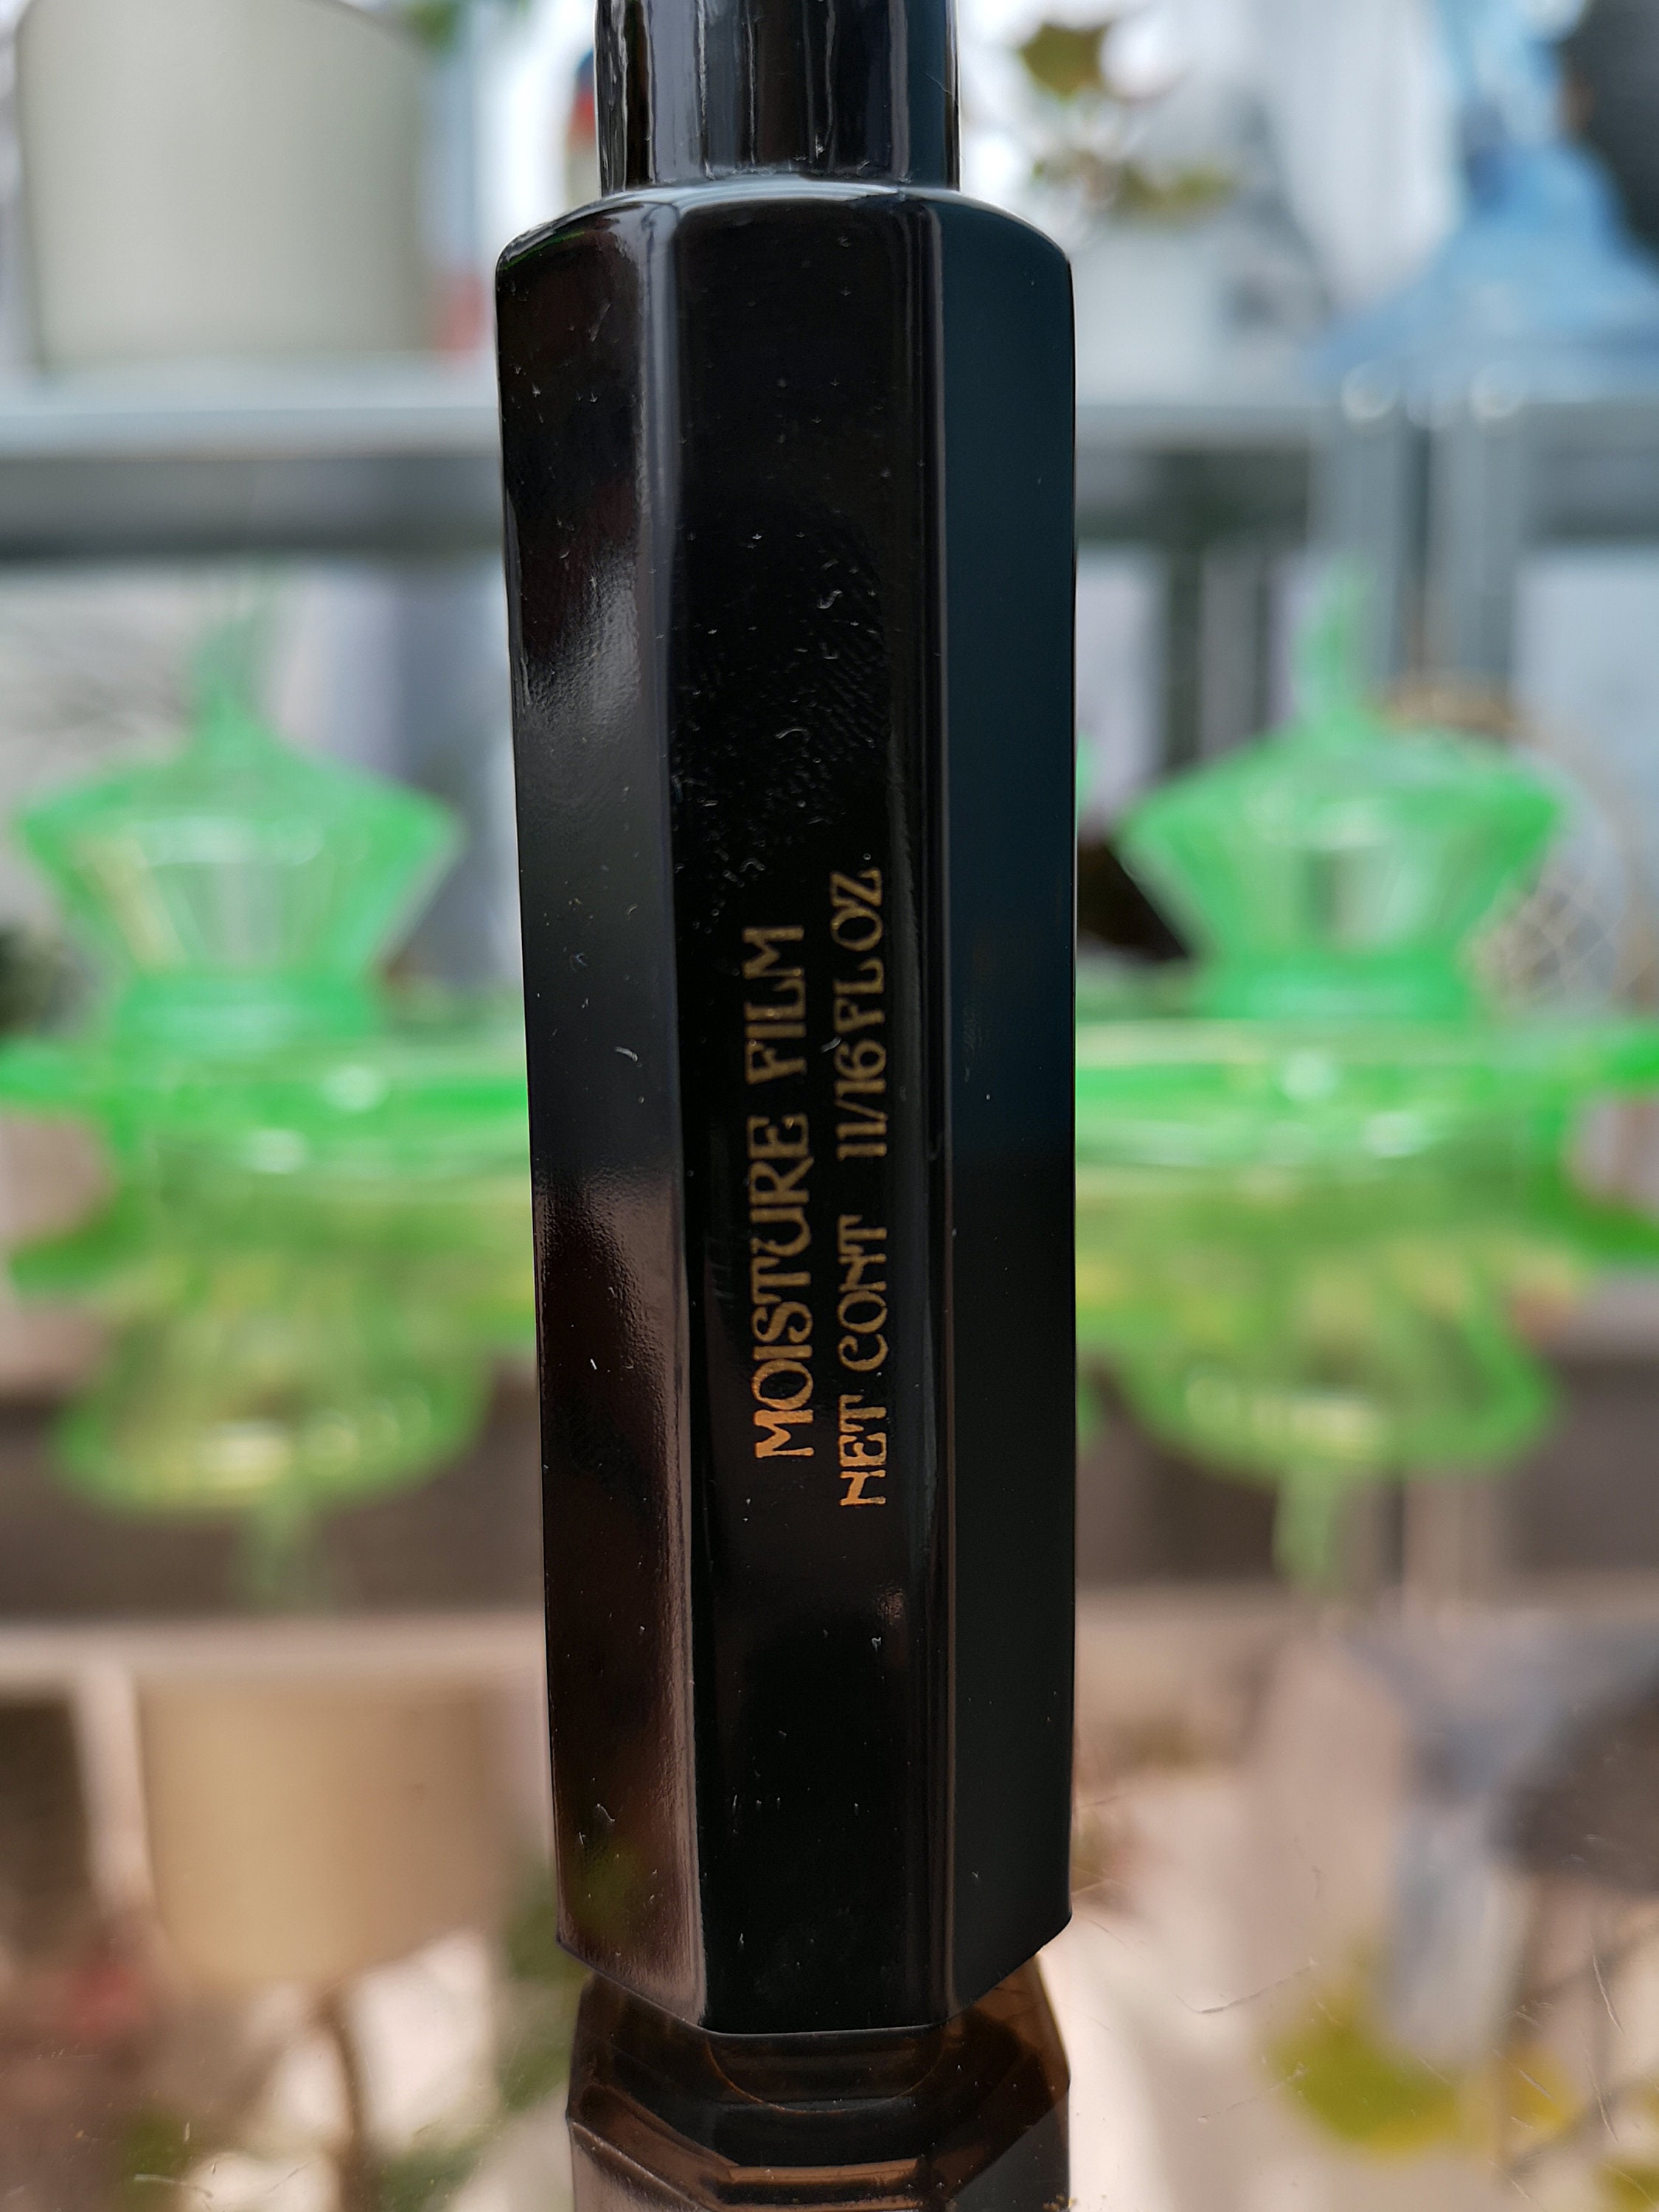 MOISTURE FILM
NET CONT 11/16 FL OZ.